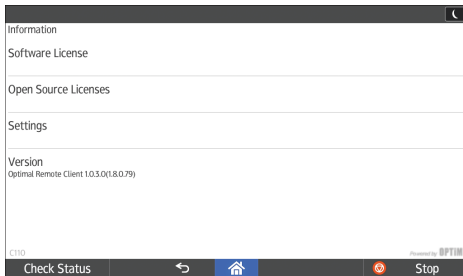 Information
Software License
Open Source Licenses
Settings
Version
Optimal Remote Client 1.0.3.0(1.8.0.79)
C110
Powered by OPTiM
Check Status
Stop